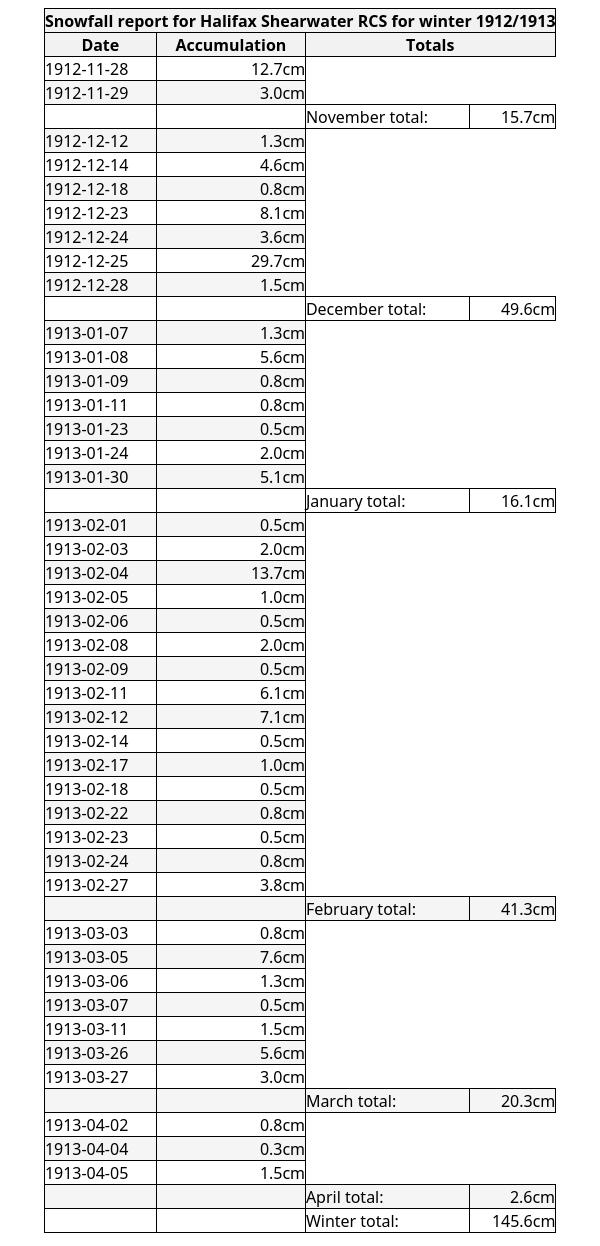 Snowfall report for Halifax Shearwater RCS for winter 1912/1913
Date Accumulation Totals
1912-11-28 12.7cm
1912-11-29 3.0cm
November total: 15.7cm
1912-12-12 1.3cm
1912-12-14 4.6cm
1912-12-18 0.8cm
1912-12-23 8.1cm
1912-12-24 3.6cm
1912-12-25 29.7cm
1912-12-28 1.5cm
December total: 49.6cm
1913-01-07 1.3cm
1913-01-08 5.6cm
1913-01-09 0.8cm
1913-01-11 0.8cm
1913-01-23 0.5cm
1913-01-24 2.0cm
1913-01-30 5.1cm
January total: 16.1cm
1913-02-01 0.5cm
1913-02-03 2.0cm
1913-02-04 13.7cm
1913-02-05 1.0cm
1913-02-06 0.5cm
1913-02-08 2.0cm
1913-02-09 0.5cm
1913-02-11 6.1cm
1913-02-12 7.1cm
1913-02-14 0.5cm
1913-02-17 1.0cm
1913-02-18 0.5cm
1913-02-22 0.8cm
1913-02-23 0.5cm
1913-02-24 0.8cm
1913-02-27 3.8cm
February total: 41.3cm
1913-03-03 0.8cm
1913-03-05 7.6cm
1913-03-06 1.3cm
1913-03-07 0.5cm
1913-03-11 1.5cm
1913-03-26 5.6cm
1913-03-27 3.0cm
March total: 20.3cm
1913-04-02 0.8cm
1913-04-04 0.3cm
1913-04-05 1.5cm
April total: 2.6cm
Winter total: 145.6cm